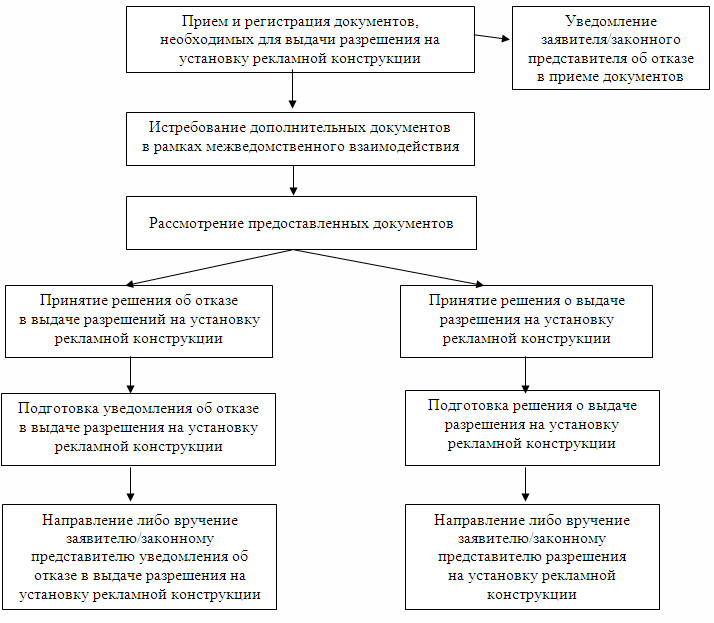 Прием и регистрация документов,
необходимых для выдачи разрешения на
установку рекламной конструкции
Уведомление
заявителя/законного
представителя об отказе
в приеме документов
Истребование дополнительных документов
в рамках межведомственного взаимодействия
Рассмотрение предоставленных документов
Принятие решения об отказе
в выдаче разрешений на установку
рекламной конструкции
Принятие решения о выдаче
разрешения на установку
рекламной конструкции
Подготовка уведомления об отказе
в выдаче разрешения на установку
рекламной конструкции
Подготовка решения о выдаче
разрешения на установку
рекламной конструкции
Направление либо вручение
заявителю/законному
представителю уведомления об
отказе в выдаче разрешения на
установку рекламной конструкции
Направление либо вручение
заявителю/законному
представителю разрешения
на установку рекламной
конструкции